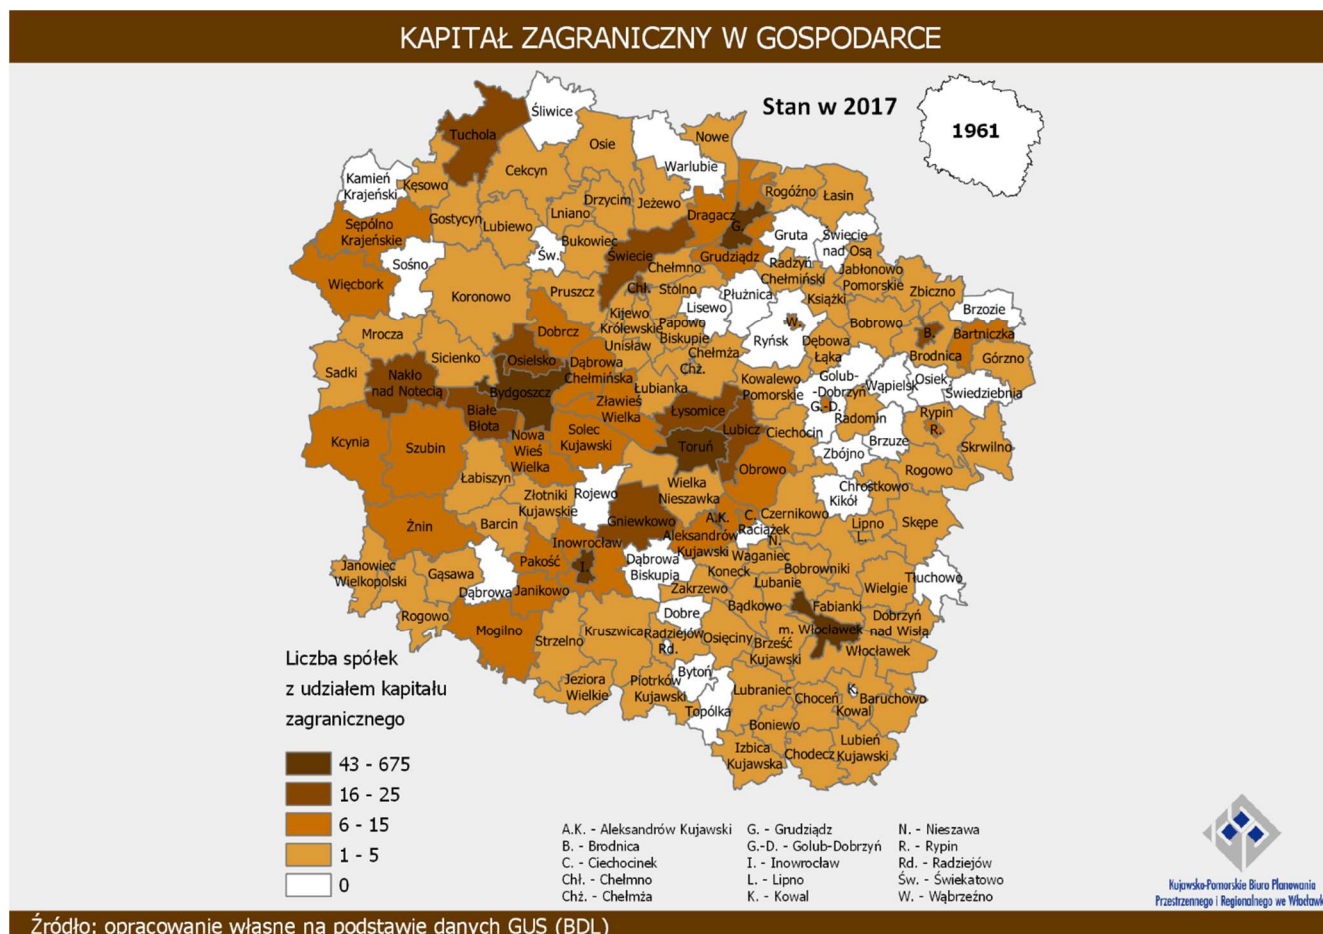 KAPITAŁ ZAGRANICZNY W GOSPODARCE
Stan w 2017
1961
Śliwice
Tuchola
Nowe
Osie
Warlubie
Cekcyn
Kamień
Krajeński
Kęsowo
Rogóźno
Łasin
Drzycim
Jeżewo
Lniano
Dragacz
Gostycyn
Lubiewo
Sępólno
Krajeńskie
G.
Gruta
Świecie
nad Osą
Bukowiec
Św.
Świecie
Grudziądz
Sośno
Chełmno
Radzyń
Chełmiński
Jabłonowo
Pomorskie
Więcbork
Koronowo
Pruszcz
Chł.
Stolno
Płużnica
Książki
Zbiczno
Lisewo
Brzozie
Kijewo
Królewskie
Papowo
Biskupie
W.
Bobrowo
Mrocza
Dobrcz
B.
Bartniczka
Unisław
Ryńsk
Dębowa
Łąka
Sicienko
Osielsko
Dąbrowa
Chełmińska
Chełmża
Chż.
Brodnica
Górzno
Sadki
Nakło
nad Notecią
Łubianka
Kowalewo
Pomorskie
Golub-
-Dobrzyń
Wąpielsk
Osiek
Świedziebnia
Bydgoszcz
Zławieś
Wielka
Łysomice
G.-D.
Radomin
Rypin
R.
Białe
Błota
Lubicz
Ciechocin
Solec
Kujawski
Nowa
Wieś
Wielka
Toruń
Brzuze
Skrwilno
Kcynia
Szubin
Zbójno
Obrowo
Rogowo
Łabiszyn
Wielka
Nieszawka
Chrostkowo
Kikół
Złotniki
Kujawskie
Rojewo
Barcin
Gniewkowo
A.K.
C.
Czernikowo
Raciążek
Lipno
L.
Skępe
Żnin
Aleksandrów
Kujawski
N.
Inowrocław
Pakość
I.
Dąbrowa
Biskupia
Waganiec
Bobrowniki
Koneck
Janowiec
Wielkopolski
Gąsawa
Dąbrowa
Janikowo
Zakrzewo
Lubanie
Wielgie
Tłuchowo
Bądkowo
Fabianki
Rogowo
Dobre
Dobrzyń
nad Wisłą
Mogilno
Strzelno
Kruszwica
Radziejów
Rd.
Osięciny
m. Włocławek
Brześć
Kujawski
Włocławek
Jeziora
Wielkie
Piotrków
Kujawski
Bytoń
Lubraniec
Choceń
K.
Kowal
Baruchowo
Topólka
Boniewo
Izbica
Kujawska
Chodecz
Lubień
Kujawski
Liczba spółek
z udziałem kapitału
zagranicznego
43 - 675
16 - 25
6 - 15
1 - 5
0
A.K. - Aleksandrów Kujawski
B. - Brodnica
C. - Ciechocinek
Chł. - Chełmno
Chż. - Chełmża
G. - Grudziądz
G.-D. - Golub-Dobrzyń
I. - Inowrocław
L. - Lipno
K. - Kowal
N. - Nieszawa
R. - Rypin
Rd. - Radziejów
Św. - Świekatowo
W. - Wąbrzeźno
Kujawsko-Pomorskie Biuro Planowania
Przestrzennego i Regionalnego we Włocławku
Źródło: opracowanie własne na podstawie danych GUS (BDL)